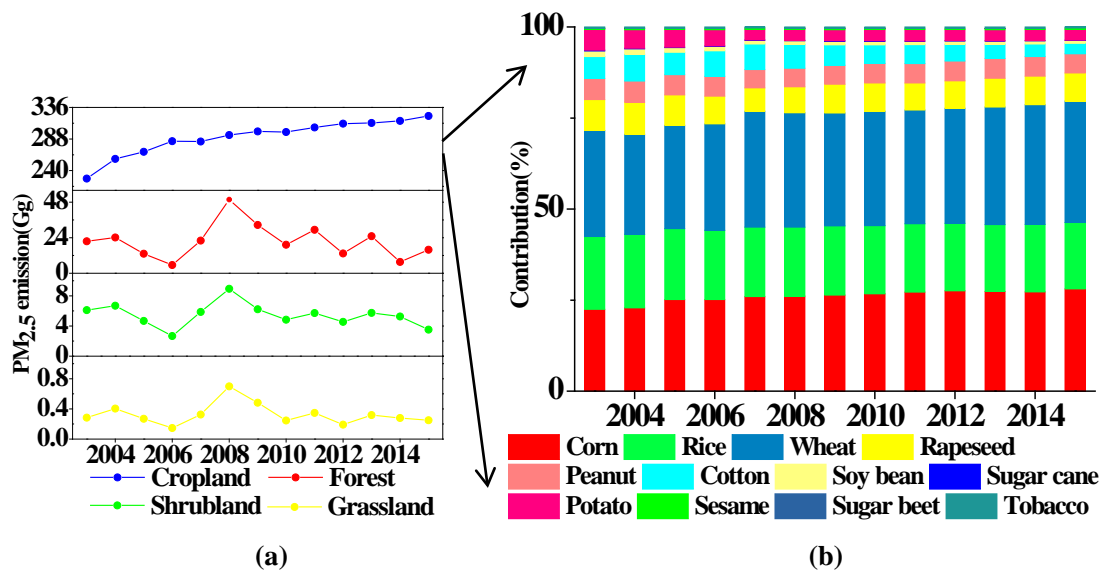 PM2.5 emission(Gg)
336
288
240
48
24
0
8
4
0
0.8
0.4
0.0
2004 2006 2008 2010 2012 2014
Cropland Forest
Shrubland Grassland
(a)
Contribution(%)
100
50
0
2004 2006 2008 2010 2012 2014
Corn Rice Wheat Rapeseed
Peanut Cotton Soy bean Sugar cane
Potato Sesame Sugar beet Tobacco
(b)